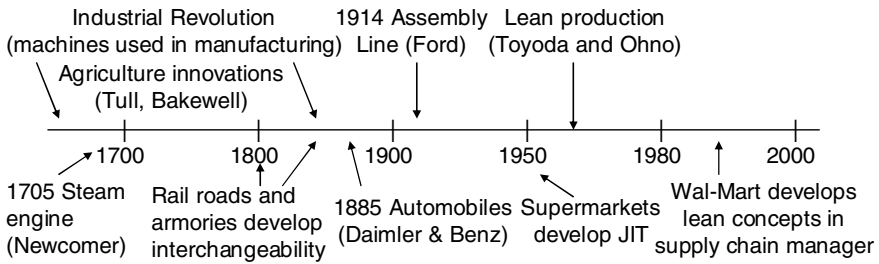 Industrial Revolution
(machines used in manufacturing)
Agriculture innovations
(Tull, Bakewell)
1914 Assembly
Line (Ford)
Lean production
(Toyoda and Ohno)
1700
1800
1900
1950
1980
2000
1705 Steam
engine
(Newcomer)
Rail roads and
armories develop
interchangeability
1885 Automobiles
(Daimler & Benz)
Supermarkets
develop JIT
Wal-Mart develops
lean concepts in
supply chain manager